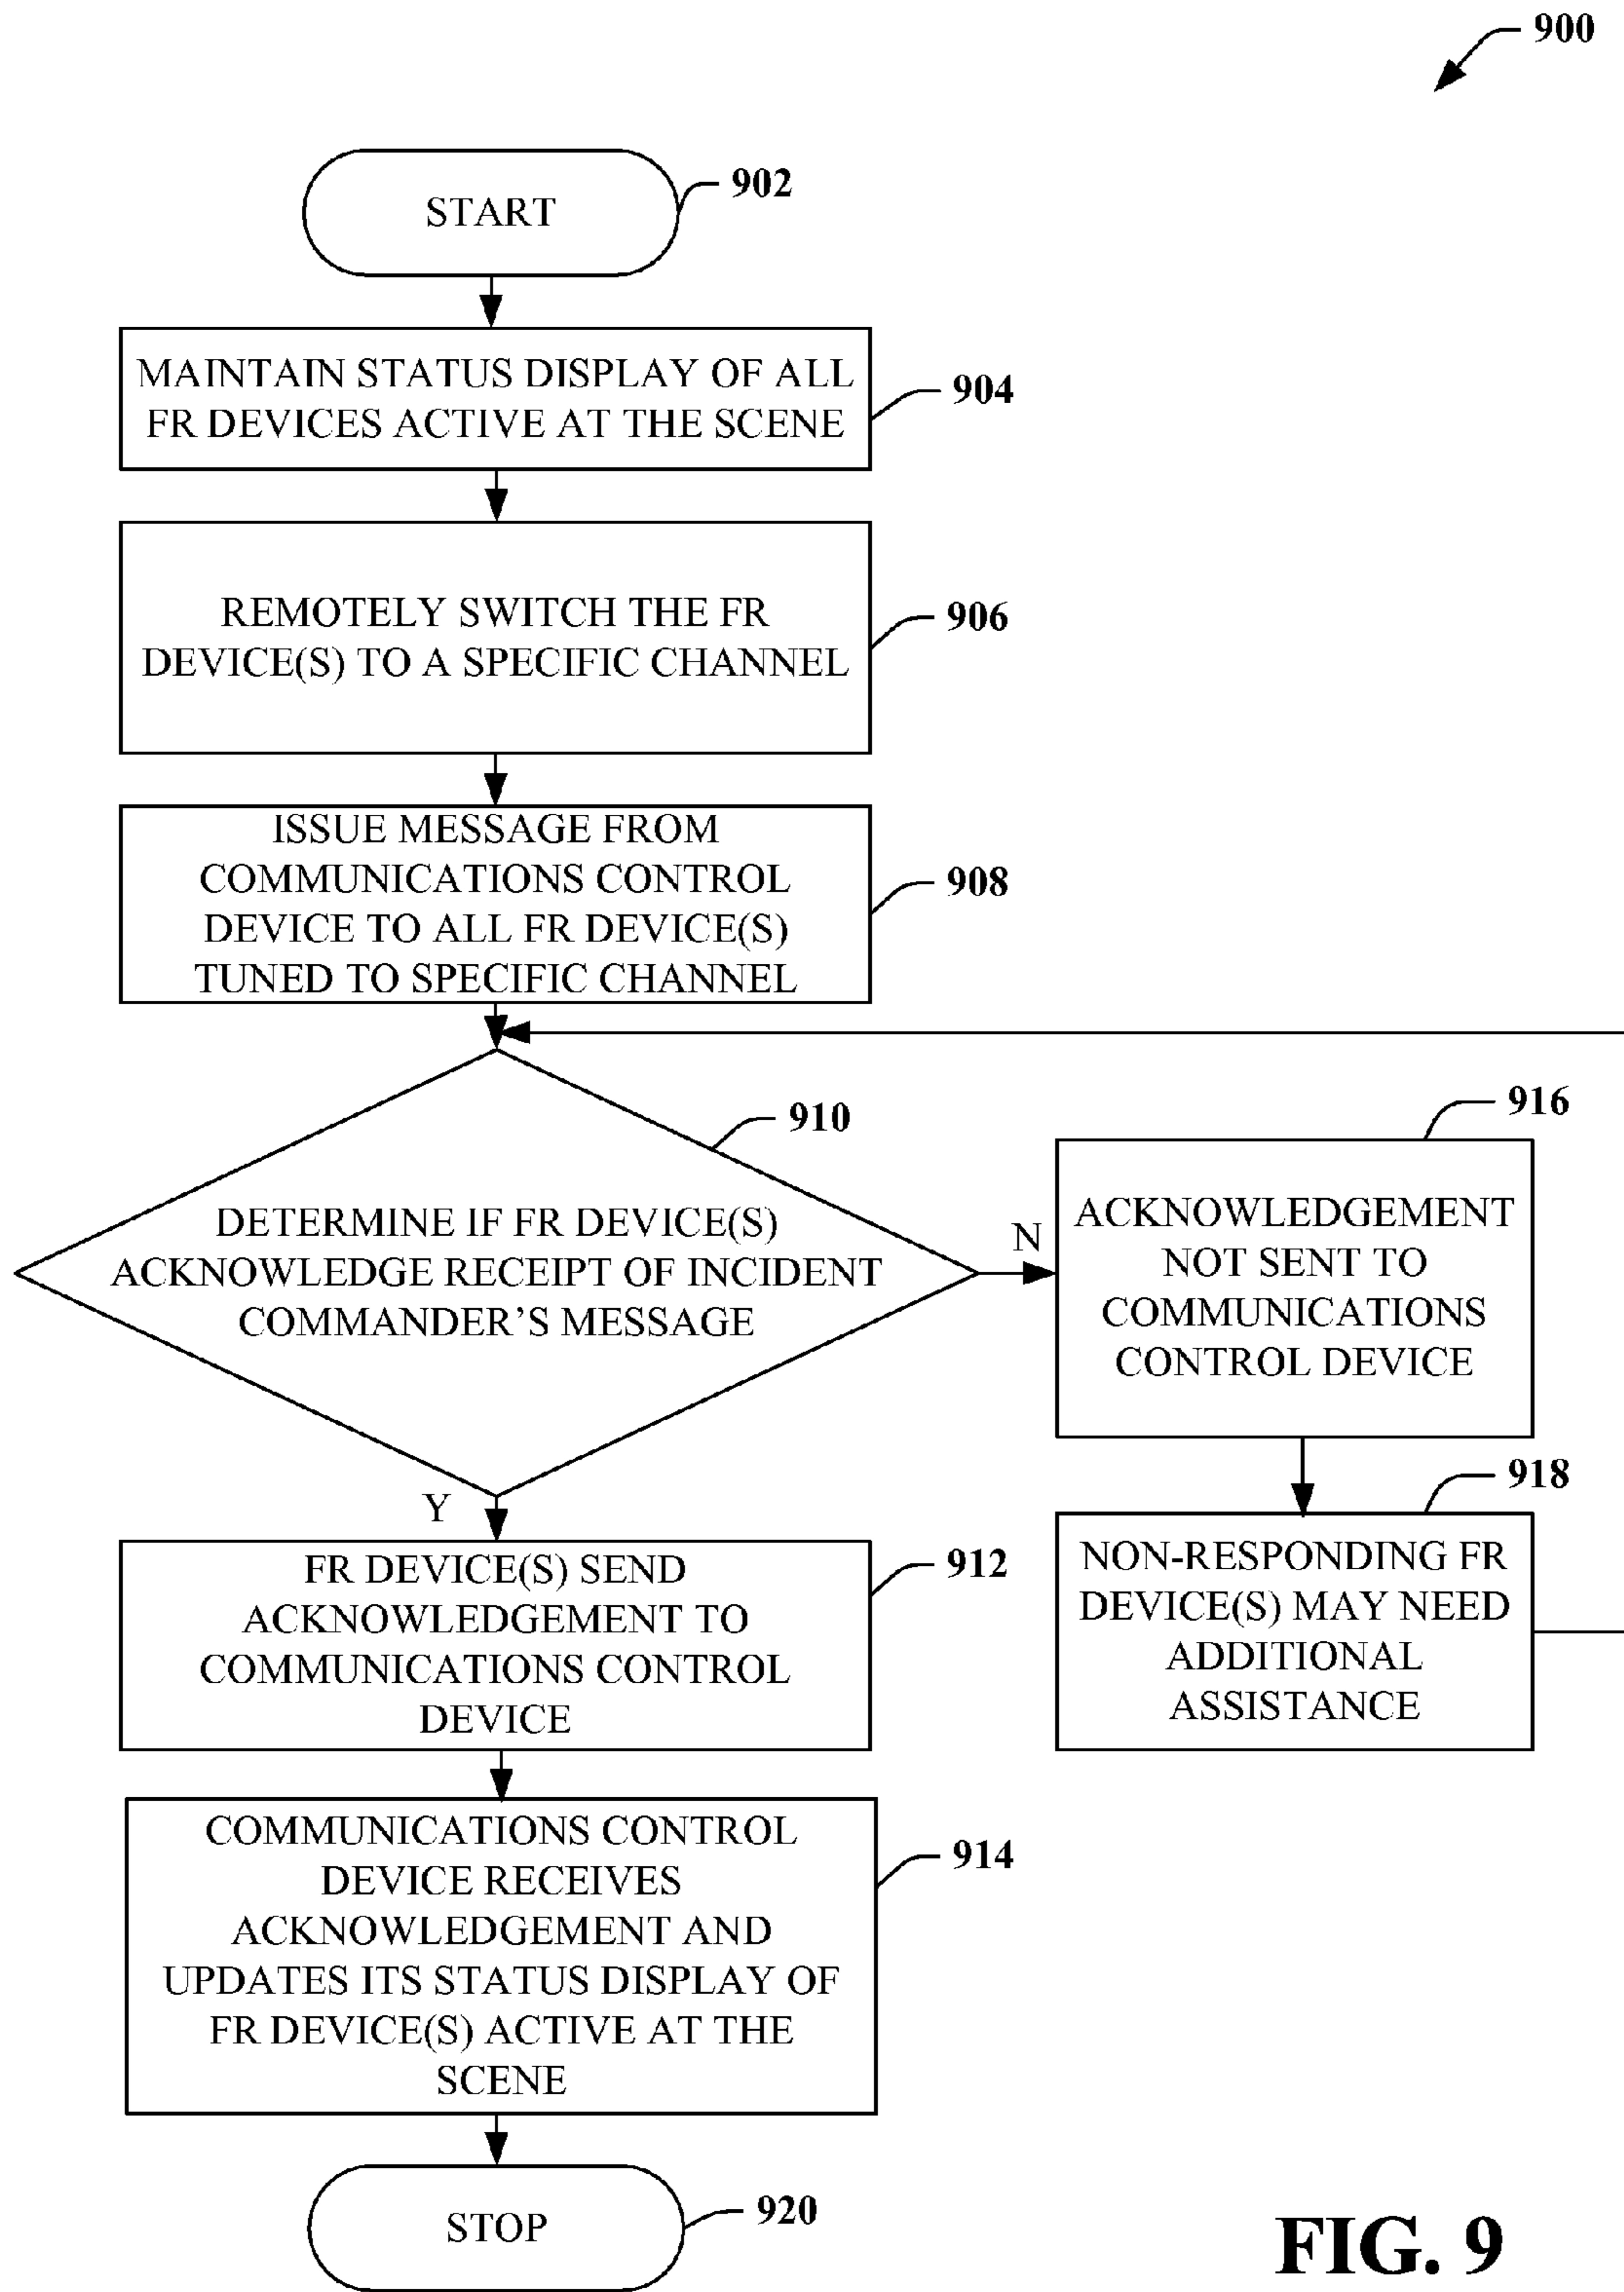 900
START
902
MAINTAIN STATUS DISPLAY OF ALL
FR DEVICES ACTIVE AT THE SCENE
904
REMOTELY SWITCH THE FR
DEVICE(S) TO A SPECIFIC CHANNEL
906
ISSUE MESSAGE FROM
COMMUNICATIONS CONTROL
DEVICE TO ALL FR DEVICE(S)
TUNED TO SPECIFIC CHANNEL
908
910
DETERMINE IF FR DEVICE(S)
ACKNOWLEDGE RECEIPT OF INCIDENT
COMMANDER’S MESSAGE
N
916
ACKNOWLEDGEMENT
NOT SENT TO
COMMUNICATIONS
CONTROL DEVICE
Y
918
NON-RESPONDING FR
DEVICE(S) MAY NEED
ADDITIONAL
ASSISTANCE
FR DEVICE(S) SEND
ACKNOWLEDGEMENT TO
COMMUNICATIONS CONTROL
DEVICE
912
COMMUNICATIONS CONTROL
DEVICE RECEIVES
ACKNOWLEDGEMENT AND
UPDATES ITS STATUS DISPLAY OF
FR DEVICE(S) ACTIVE AT THE
SCENE
914
STOP
920
FIG. 9